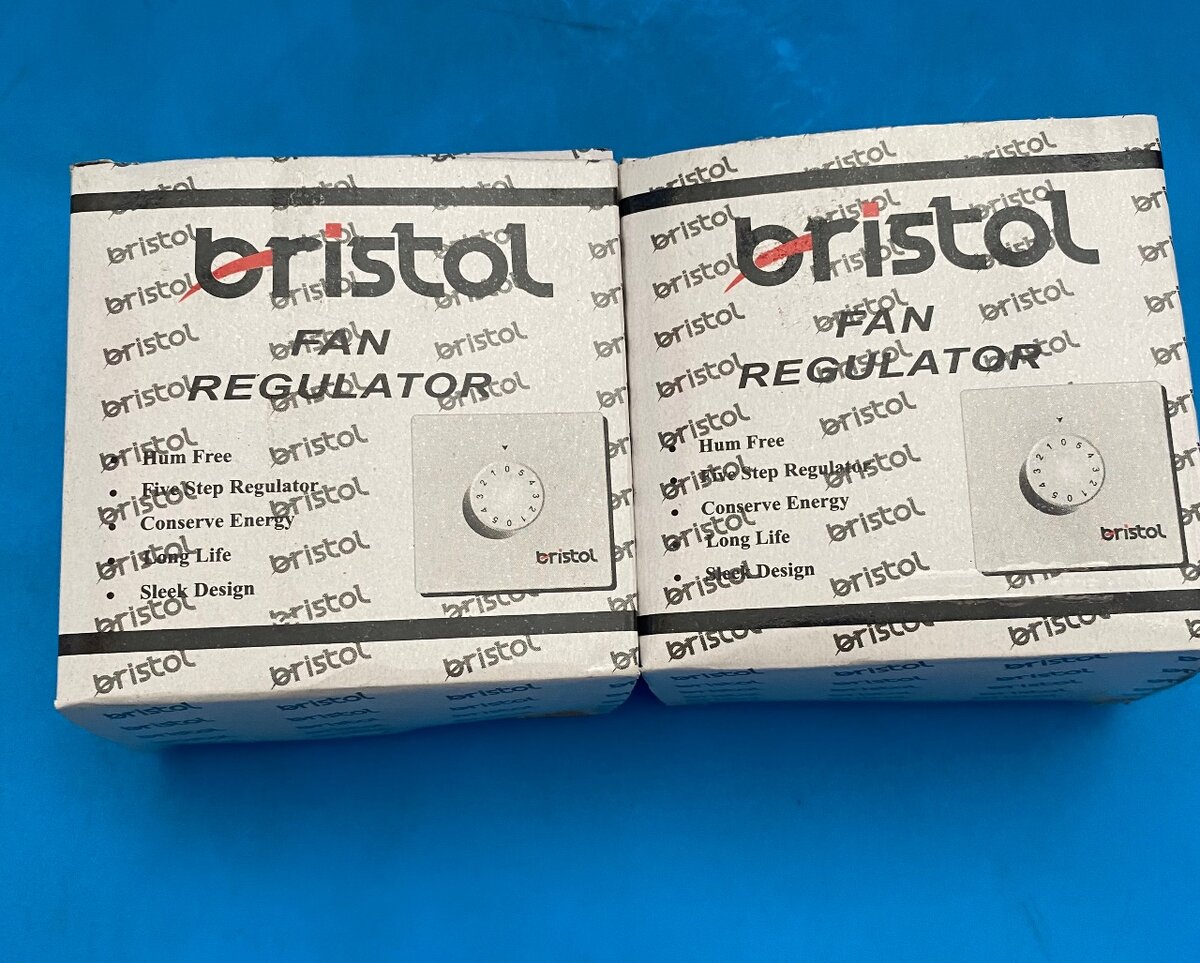 bristol
FAN
REGULATOR
Hum Free
Five Step Regulator
Conserve Energy
Long Life
Sleek Design
bristol
bristol
FAN
REGULATOR
Hum Free
Five Step Regulator
Conserve Energy
Long Life
Sleek Design
bristol